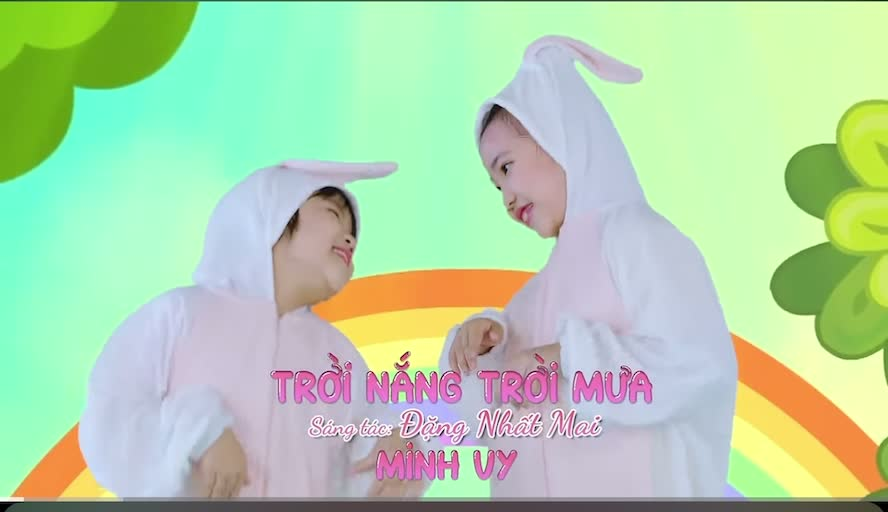 TRỜI NẮNG TRỜI MƯA
Sáng tác: Đặng Nhất Mai
MINH UY